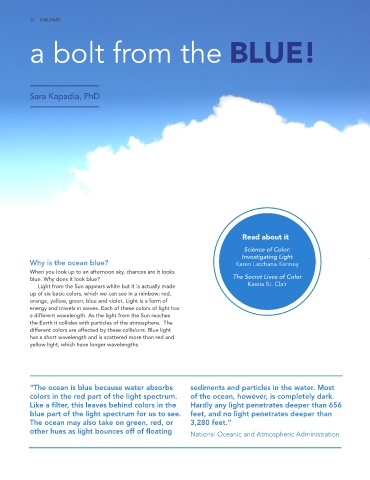 CHILDART
a bolt from the BLUE!
Sara Kapadia, PhD
Read about it
Science of Color:
Investigating Light
Karen Latchana Kenney
The Secret Lives of Color
Kassia St. Clair
Why is the ocean blue?
When you look up to an afternoon sky, chances are it looks
blue. Why does it look blue?
Light from the Sun appears white but it is actually made
up of six basic colors, which we can see in a rainbow: red,
orange, yellow, green, blue and violet. Light is a form of
energy and travels in waves. Each of these colors of light has
a different wavelength. As the light from the Sun reaches
the Earth it collides with particles of the atmosphere. The
different colors are affected by these collisions. Blue light
has a short wavelength and is scattered more than red and
yellow light, which have longer wavelengths.
"The ocean is blue because water absorbs
colors in the red part of the light spectrum.
Like a filter, this leaves behind colors in the
blue part of the light spectrum for us to see.
The ocean may also take on green, red, or
other hues as light bounces off of floating
sediments and particles in the water. Most
of the ocean, however, is completely dark.
Hardly any light penetrates deeper than 656
feet, and no light penetrates deeper than
3,280 feet."
National Oceanic and Atmospheric Administration